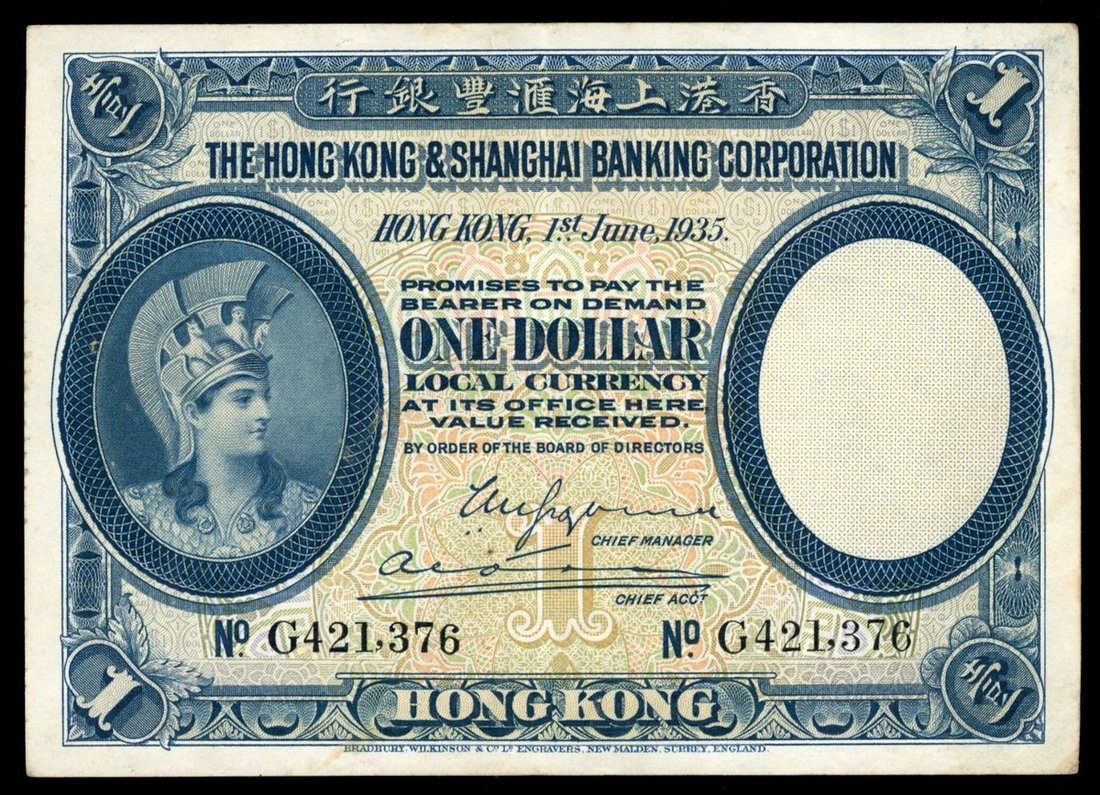 行銀豐滙海上港香
1
THE HONG KONG & SHANGHAI BANKING CORPORATION
HONG KONG, 1st June, 1935.
PROMISES TO PAY THE
BEARER ON DEMAND
ONE DOLLAR
LOCAL CURRENCY
AT ITS OFFICE HERE
VALUE RECEIVED.
BY ORDER OF THE BOARD OF DIRECTORS
CHIEF MANAGER
CHIEF ACCT
1
No. G421,376
No. G421,376
1
HONG KONG
BRADBURY, WILKINSON & Co Ld ENGRAVERS, NEW MALDEN, SURREY, ENGLAND.